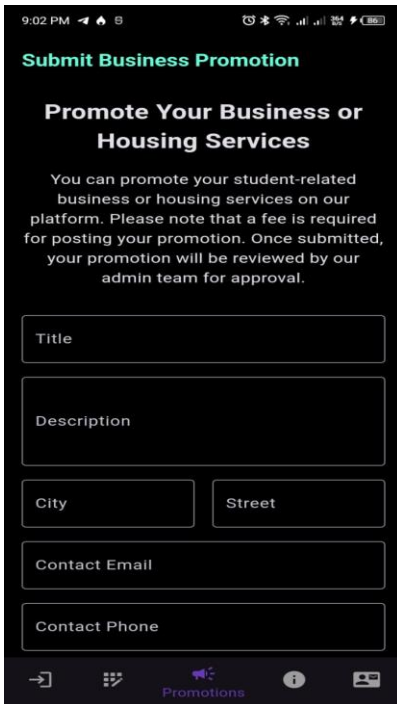 9:02 PM
86
Submit Business Promotion
Promote Your Business or
Housing Services
You can promote your student-related
business or housing services on our
platform. Please note that a fee is required
for posting your promotion. Once submitted,
your promotion will be reviewed by our
admin team for approval.
Title
Description
City Street
Contact Email
Contact Phone
Promotions